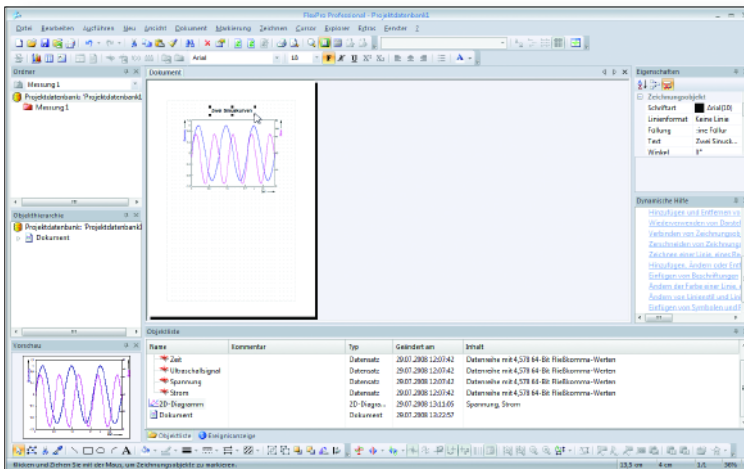 FlexPro Professional - Projektdatenbank1
Datei Bearbeiten Ausführen Neu Ansicht Dokument Markierung Zeichnen Cursor Explorer Extras Fenster ?
Arial 10
Ordner
Messung 1
Projektdatenbank: 'Projektdatenbank1
Messung 1
Objekthierarchie
Projektdatenbank: 'Projektdatenbank1
Dokument
Vorschau
Dokument
Zwei Sinuskurven
Eigenschaften
Zeichnungsobjekt
Schriftart Arial(10)
Linienformat Keine Linie
Füllung
Text Zwei Sinusk...
Winkel 0°
Dynamische Hilfe
Hinzufügen und Entfernen vo
Wiederverwenden von Darstel
Verbinden von Zeichnungsob
Zerschneiden von Zeichnungs
Zeichnen einer Linie, eines Re
Hinzufügen, Ändern oder Entf
Einfügen von Beschriftungen
Ändern der Farbe einer Linie, e
Ändern von Linienstil und Lini
Einfügen von Symbolen und F
Objektliste
Name Kommentar Typ Geändert am Inhalt
Zeit Datensatz 29.07.2008 12:07:42 Datenreihe mit 4,578 64-Bit Fließkomma-Werten
Ultraschallsignal Datensatz 29.07.2008 12:07:42 Datenreihe mit 4,578 64-Bit Fließkomma-Werten
Spannung Datensatz 29.07.2008 12:07:42 Datenreihe mit 4,578 64-Bit Fließkomma-Werten
Strom Datensatz 29.07.2008 12:07:42 Datenreihe mit 4,578 64-Bit Fließkomma-Werten
2D-Diagramm 2D-Diagra... 29.07.2008 13:11:05 Spannung, Strom
Dokument Dokument 29.07.2008 13:22:57
Objektliste Ereignisanzeige
Klicken und Ziehen Sie mit der Maus, um Zeichnungsobjekte zu markieren.
13,5 cm 4 cm 1/1 36%